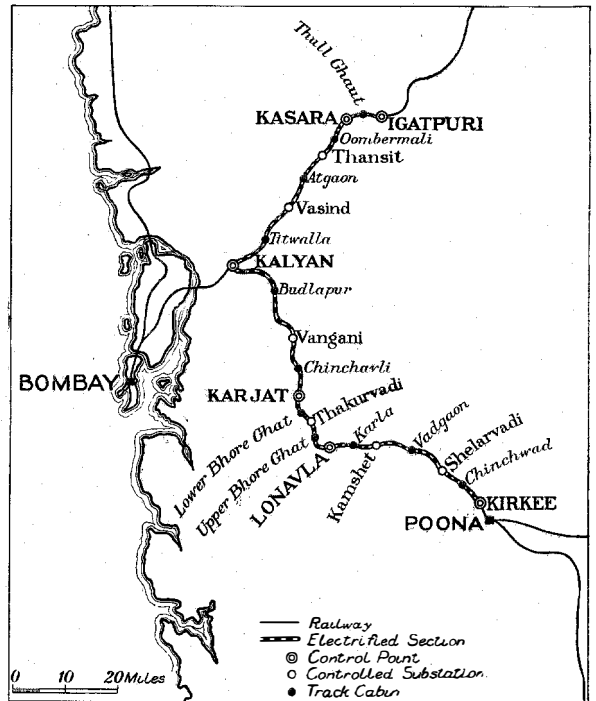 Thull Ghaut
KASARA
IGATPURI
Oombermali
Thansit
Atgaon
Vasind
Titwalla
KALYAN
Budlapur
Vangani
Chincharli
BOMBAY
KARJAT
Thakurvadi
Lower Bhore Ghat
Upper Bhore Ghat
LONAVLA
Karla
Kamshet
Vadgaon
Shelarvadi
Chinchwad
KIRKEE
POONA
Railway
Electrified Section
Control Point
Controlled Substation.
Track Cabin
0 10 20 Miles